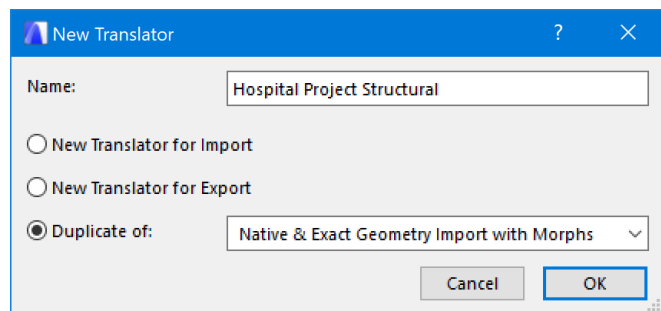 New Translator
Name: Hospital Project Structural
New Translator for Import
New Translator for Export
Duplicate of: Native & Exact Geometry Import with Morphs
Cancel OK